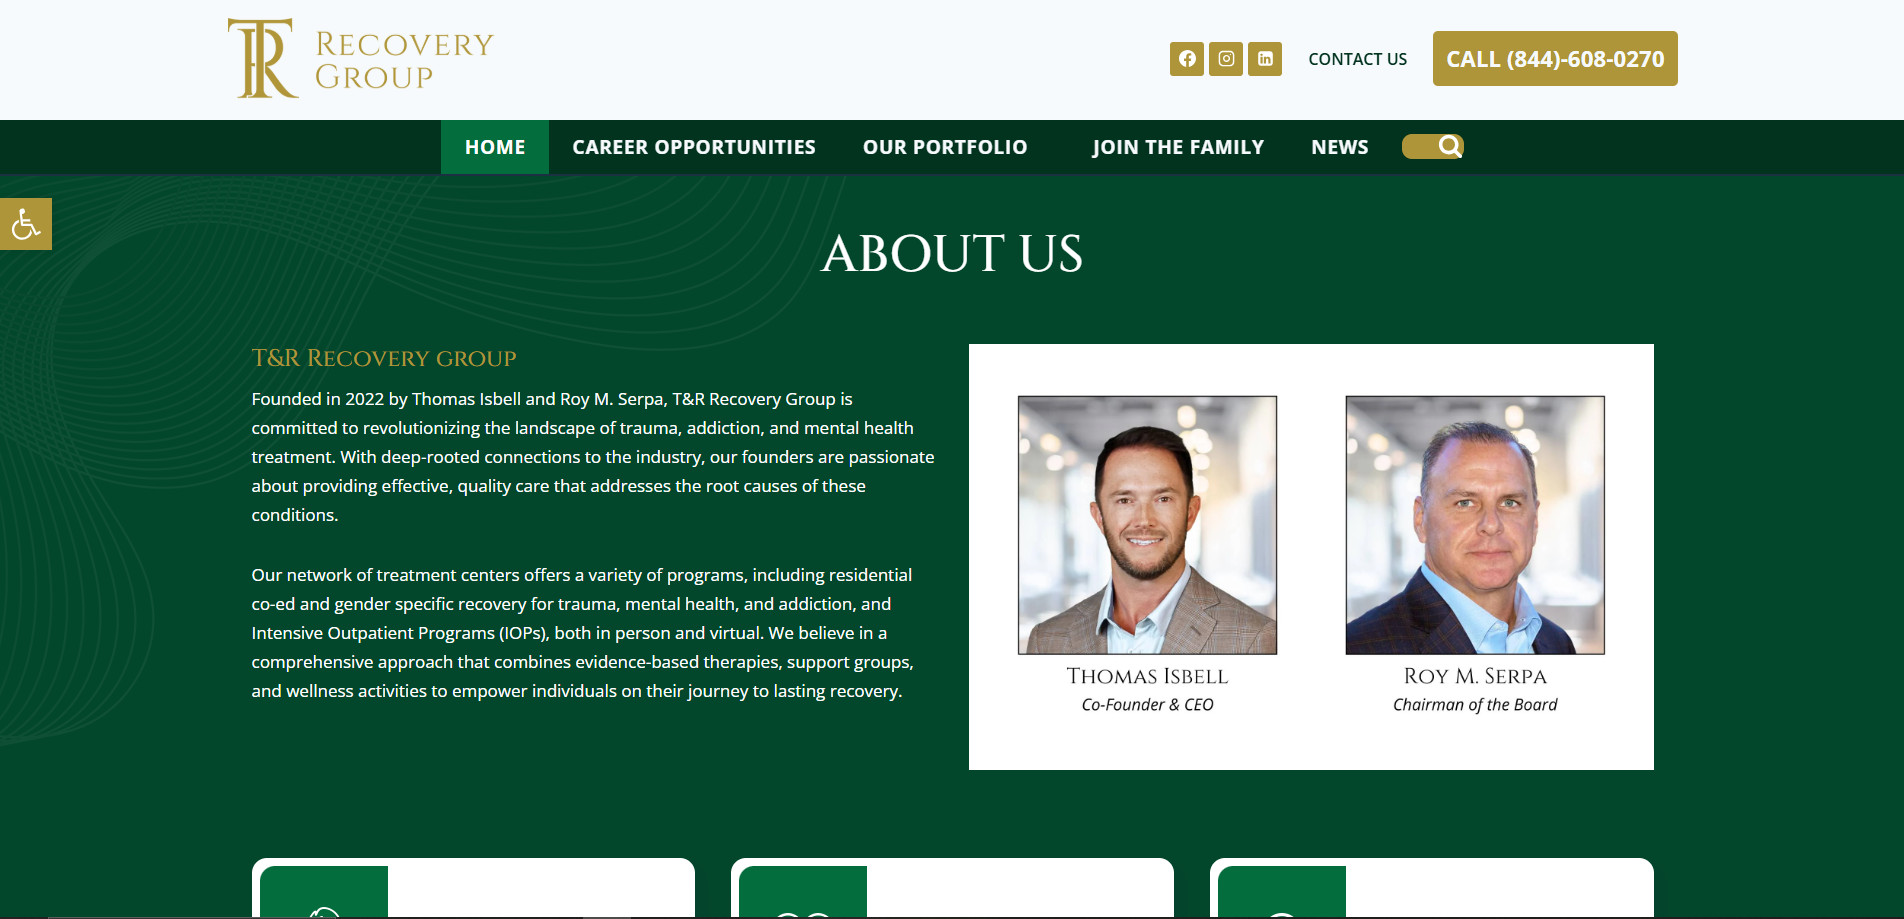 TR RECOVERY
GROUP
CONTACT US
CALL (844)-608-0270
HOME
CAREER OPPORTUNITIES
OUR PORTFOLIO
JOIN THE FAMILY
NEWS
ABOUT US
T&R RECOVERY GROUP
Founded in 2022 by Thomas Isbell and Roy M. Serpa, T&R Recovery Group is
committed to revolutionizing the landscape of trauma, addiction, and mental health
treatment. With deep-rooted connections to the industry, our founders are passionate
about providing effective, quality care that addresses the root causes of these
conditions.
Our network of treatment centers offers a variety of programs, including residential
co-ed and gender specific recovery for trauma, mental health, and addiction, and
Intensive Outpatient Programs (IOPs), both in person and virtual. We believe in a
comprehensive approach that combines evidence-based therapies, support groups,
and wellness activities to empower individuals on their journey to lasting recovery.
THOMAS ISBELL
Co-Founder & CEO
ROY M. SERPA
Chairman of the Board